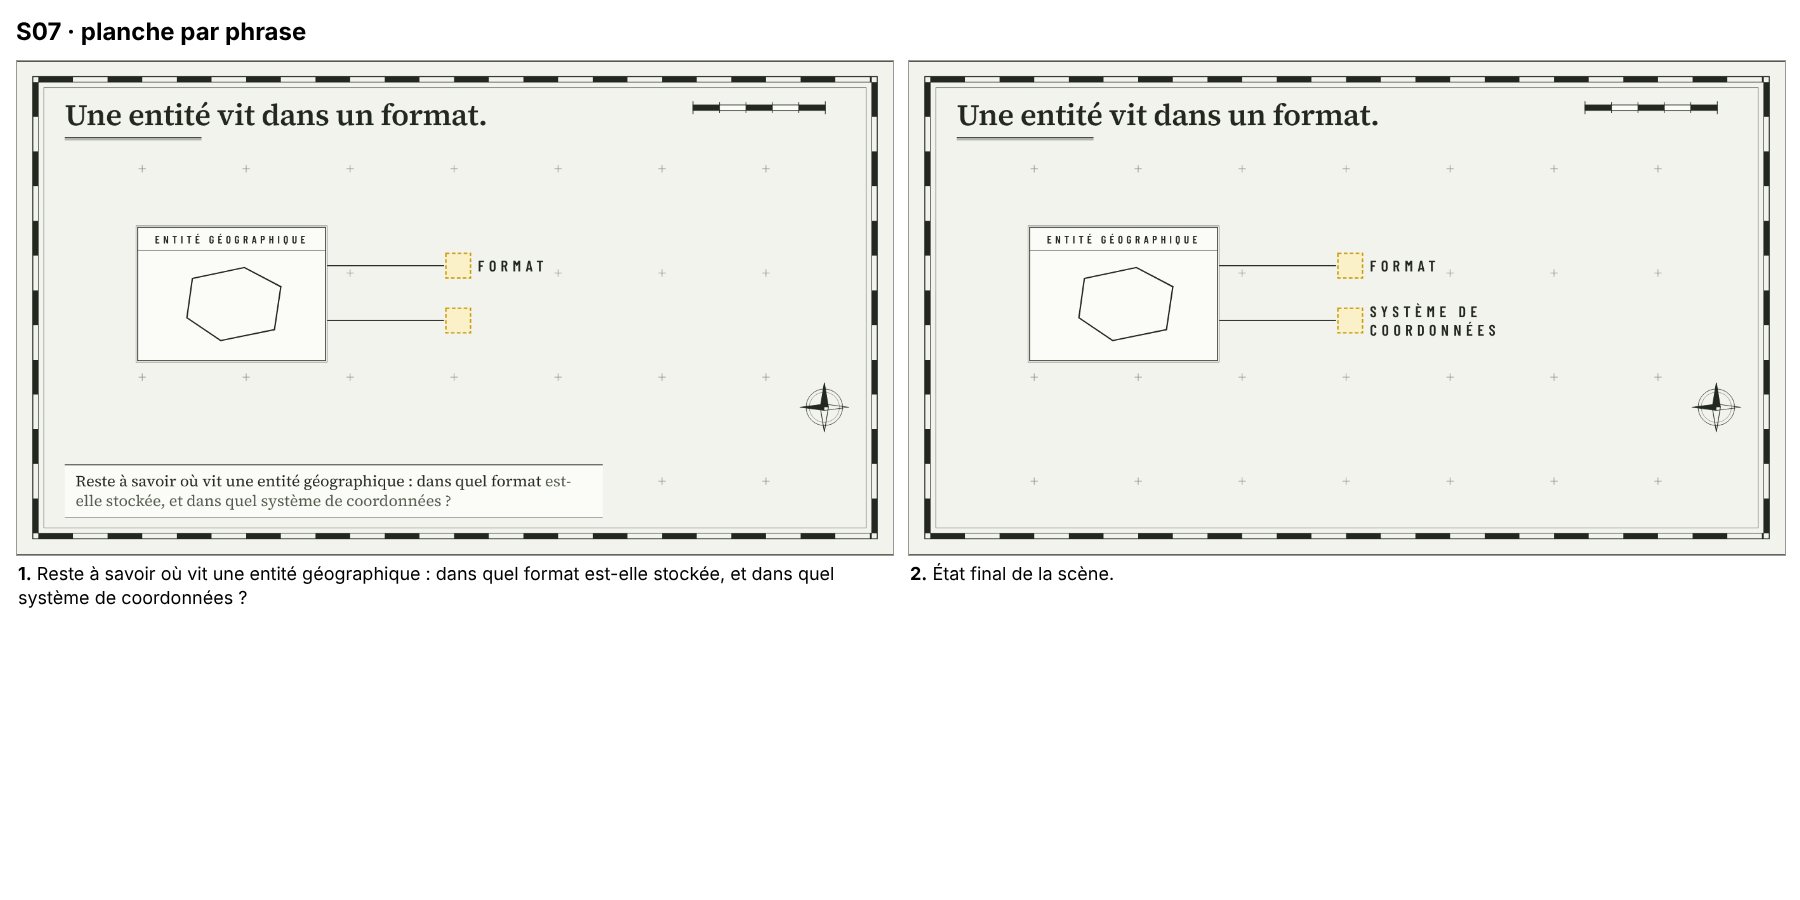 S07 · planche par phrase
Une entité vit dans un format.
ENTITÉ GÉOGRAPHIQUE
FORMAT
Reste à savoir où vit une entité géographique : dans quel format est-
elle stockée, et dans quel système de coordonnées ?
1. Reste à savoir où vit une entité géographique : dans quel format est-elle stockée, et dans quel
système de coordonnées ?
Une entité vit dans un format.
ENTITÉ GÉOGRAPHIQUE
FORMAT
SYSTÈME DE
COORDONNÉES
2. État final de la scène.